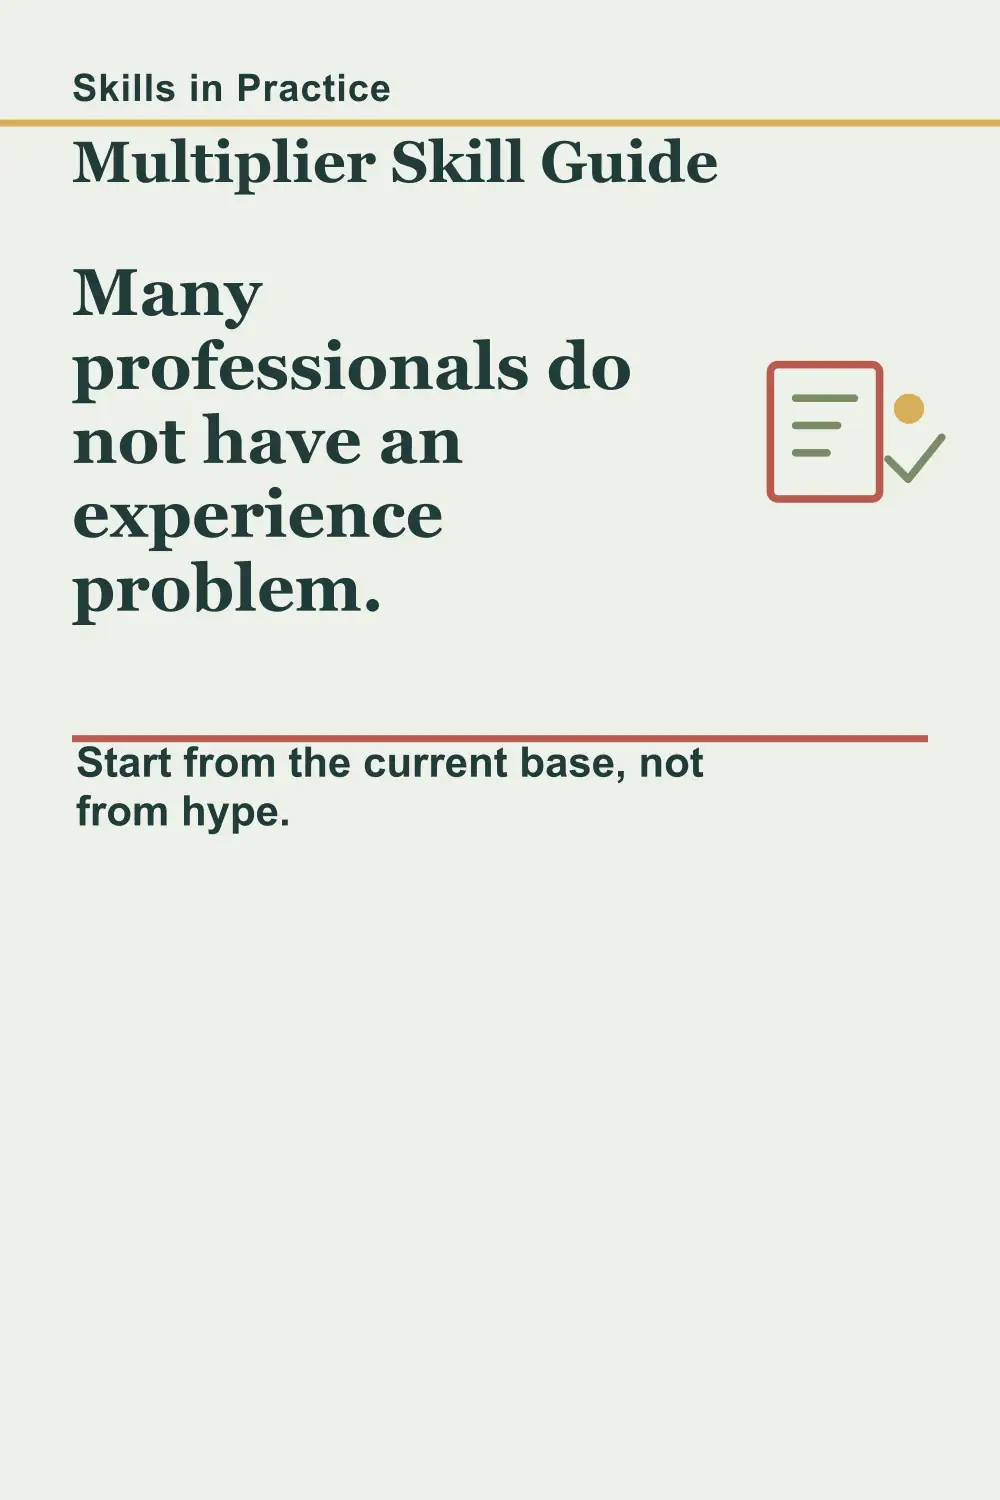 Skills in Practice
Multiplier Skill Guide
Many
professionals do
not have an
experience
problem.
Start from the current base, not
from hype.